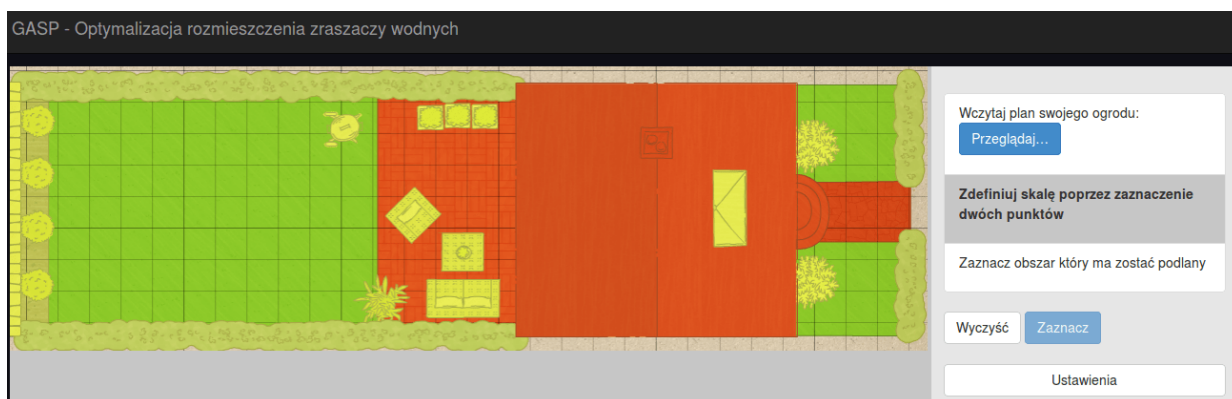 GASP - Optymalizacja rozmieszczenia zraszaczy wodnych
Wczytaj plan swojego ogrodu:
Przeglądaj...
Zdefiniuj skalę poprzez zaznaczenie
dwóch punktów
Zaznacz obszar który ma zostać podlany
Wyczyść Zaznacz
Ustawienia